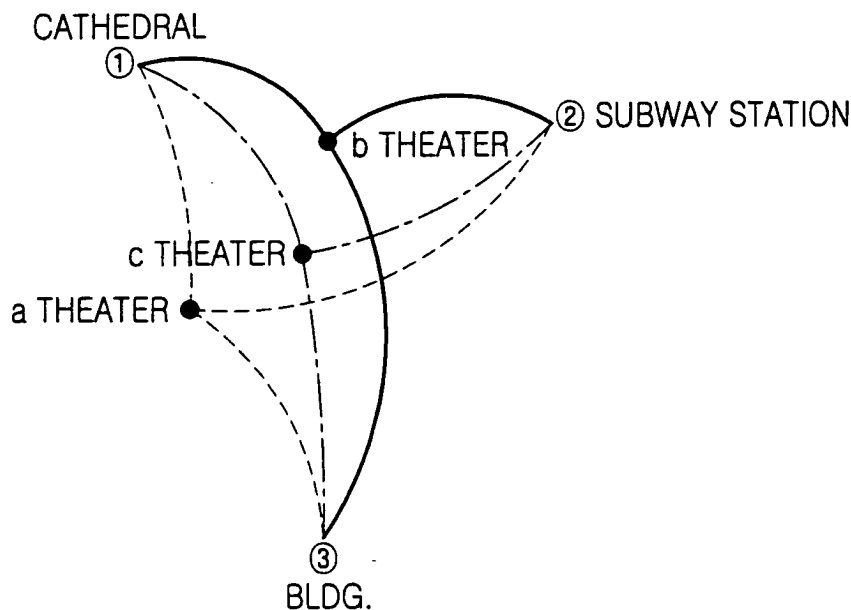 CATHEDRAL
①
② SUBWAY STATION
b THEATER
c THEATER
a THEATER
③
BLDG.